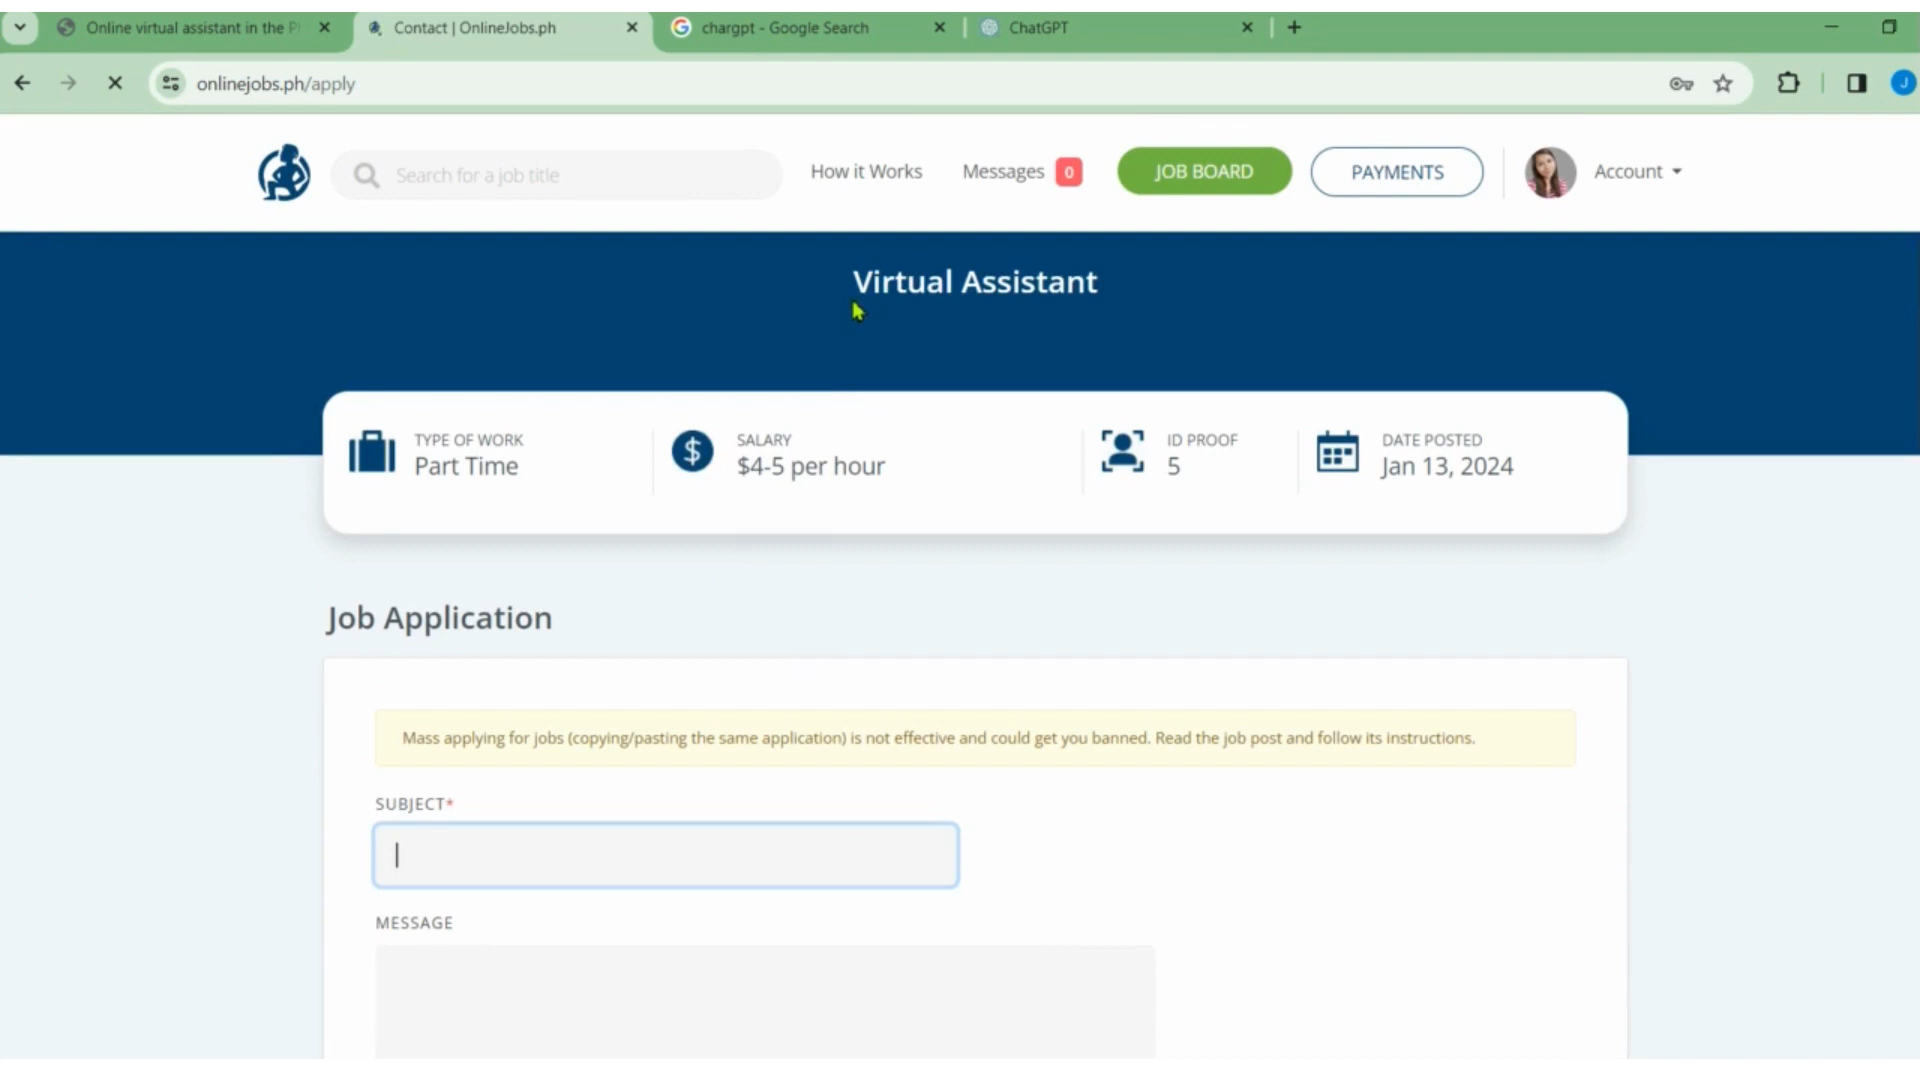 Online virtual assistant in the P
Contact | OnlineJobs.ph
chargpt - Google Search
ChatGPT
onlinejobs.ph/apply
J
Search for a job title
How it Works
Messages 0
JOB BOARD
PAYMENTS
Account
Virtual Assistant
TYPE OF WORK
Part Time
SALARY
$4-5 per hour
ID PROOF
5
DATE POSTED
Jan 13, 2024
Job Application
Mass applying for jobs (copying/pasting the same application) is not effective and could get you banned. Read the job post and follow its instructions.
SUBJECT*
MESSAGE